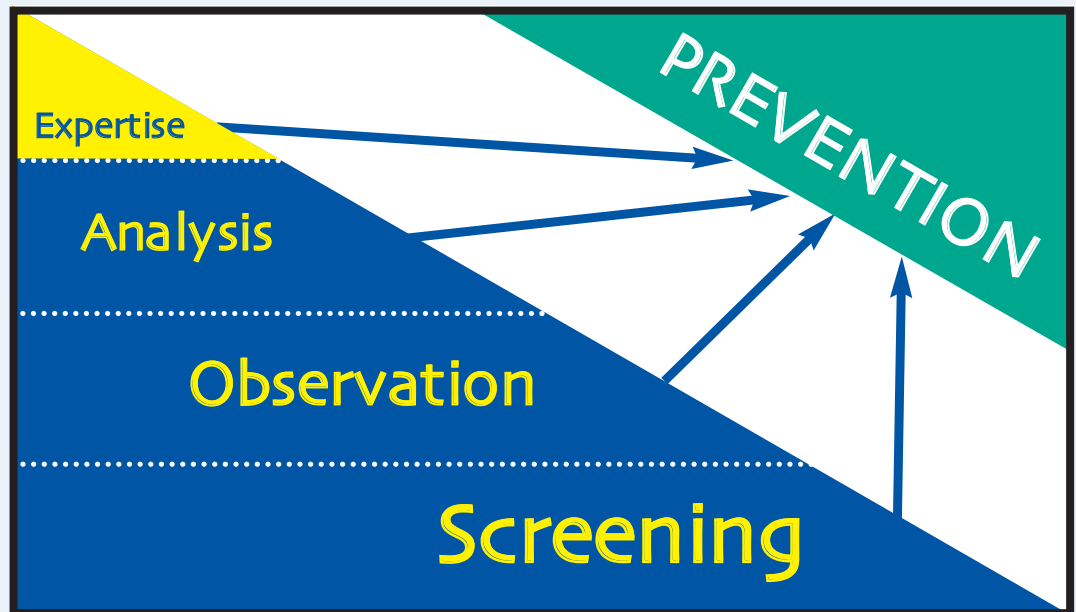 PREVENTION
Expertise
Analysis
Observation
Screening